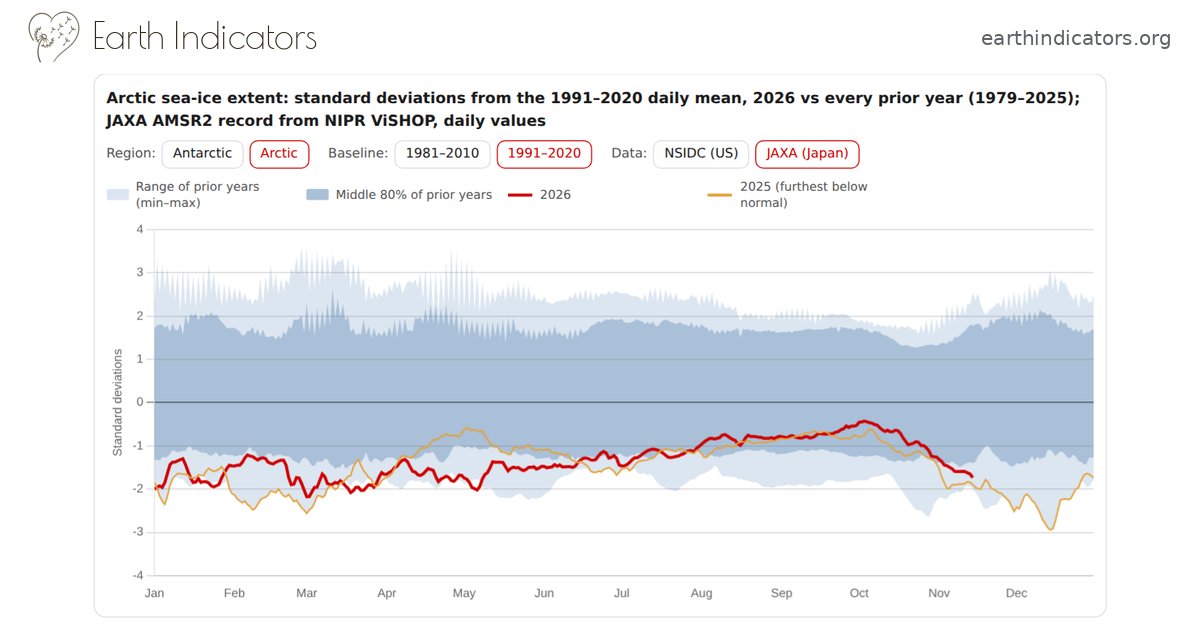 Earth Indicators
earthindicators.org
Arctic sea-ice extent: standard deviations from the 1991–2020 daily mean, 2026 vs every prior year (1979–2025);
JAXA AMSR2 record from NIPR ViSHOP, daily values
Region: Antarctic Arctic Baseline: 1981–2010 1991–2020 Data: NSIDC (US) JAXA (Japan)
Range of prior years
(min–max)
Middle 80% of prior years
2026
2025 (furthest below
normal)
Standard deviations
4
3
2
1
0
-1
-2
-3
-4
Jan Feb Mar Apr May Jun Jul Aug Sep Oct Nov Dec